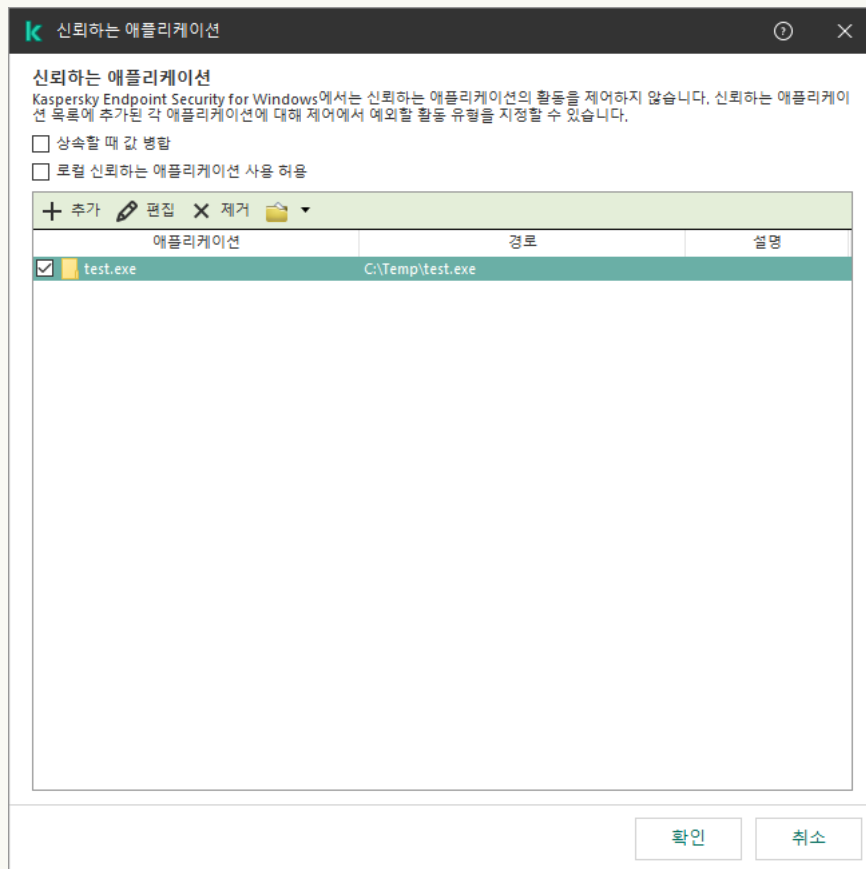 신뢰하는 애플리케이션
신뢰하는 애플리케이션
Kaspersky Endpoint Security for Windows에서는 신뢰하는 애플리케이션의 활동을 제어하지 않습니다. 신뢰하는 애플리케이
션 목록에 추가된 각 애플리케이션에 대해 제어에서 예외할 활동 유형을 지정할 수 있습니다.
상속할 때 값 병합
로컬 신뢰하는 애플리케이션 사용 허용
추가 편집 제거
애플리케이션 경로 설명
test.exe C:\Temp\test.exe
확인 취소